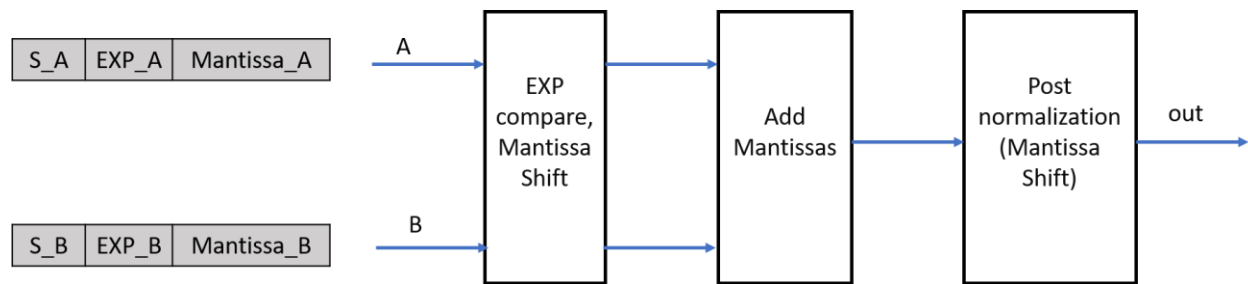 S_A EXP_A Mantissa_A
A
EXP
compare,
Mantissa
Shift
Add
Mantissas
Post
normalization
(Mantissa
Shift)
out
S_B EXP_B Mantissa_B
B